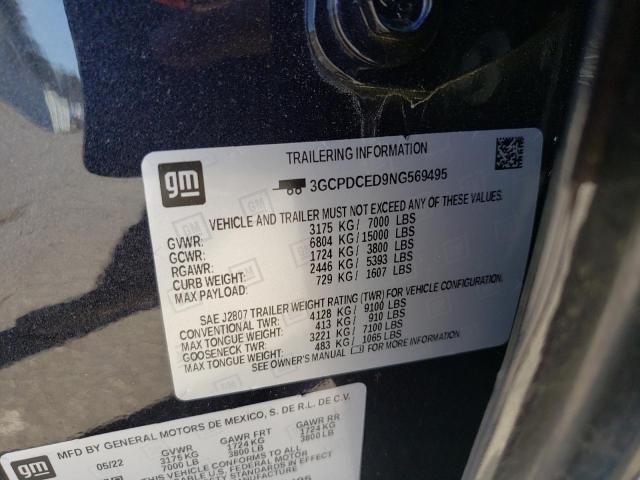 gm
TRAILERING INFORMATION
3GCPDCED9NG569495
VEHICLE AND TRAILER MUST NOT EXCEED ANY OF THESE VALUES.
GVWR: 3175 KG / 7000 LBS
GCWR: 6804 KG / 15000 LBS
RGAWR: 1724 KG / 3800 LBS
CURB WEIGHT: 2446 KG / 5393 LBS
MAX PAYLOAD: 729 KG / 1607 LBS
SAE J2807 TRAILER WEIGHT RATING (TWR) FOR VEHICLE CONFIGURATION.
CONVENTIONAL TWR: 4128 KG / 9100 LBS
MAX TONGUE WEIGHT: 413 KG / 910 LBS
GOOSENECK TWR: 3221 KG / 7100 LBS
MAX TONGUE WEIGHT: 483 KG / 1065 LBS
SEE OWNER'S MANUAL FOR MORE INFORMATION.
gm
MFD BY GENERAL MOTORS DE MEXICO, S. DE R.L. DE C.V.
05/22 GVWR GAWR FRT GAWR RR
3175 KG 1724 KG 1724 KG
7000 LB 3800 LB 3800 LB